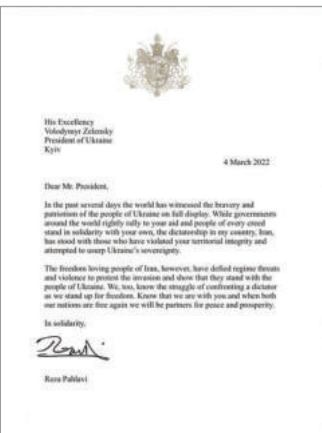 His Excellency
Volodymyr Zelensky
President of Ukraine
Kyiv
4 March 2022
Dear Mr. President,
In the past several days the world has witnessed the bravery and
patriotism of the people of Ukraine on full display. While governments
around the world rightly rally to your aid and people of every creed
stand in solidarity with your own, the dictatorship in my country, Iran,
has stood with those who have violated your territorial integrity and
attempted to usurp Ukraine's sovereignty.
The freedom loving people of Iran, however, have defied regime threats
and violence to protest the invasion and show that they stand with the
people of Ukraine. We, too, know the struggle of confronting a dictator
as we stand up for freedom. Know that we are with you and when both
our nations are free again we will be partners for peace and prosperity.
In solidarity,
Reza Pahlavi